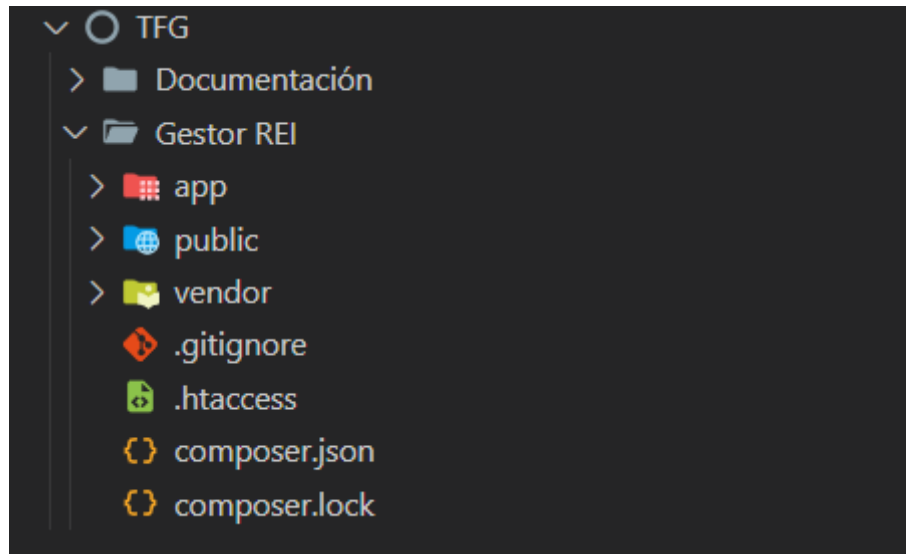 TFG
Documentación
Gestor REI
app
public
vendor
.gitignore
.htaccess
composer.json
composer.lock